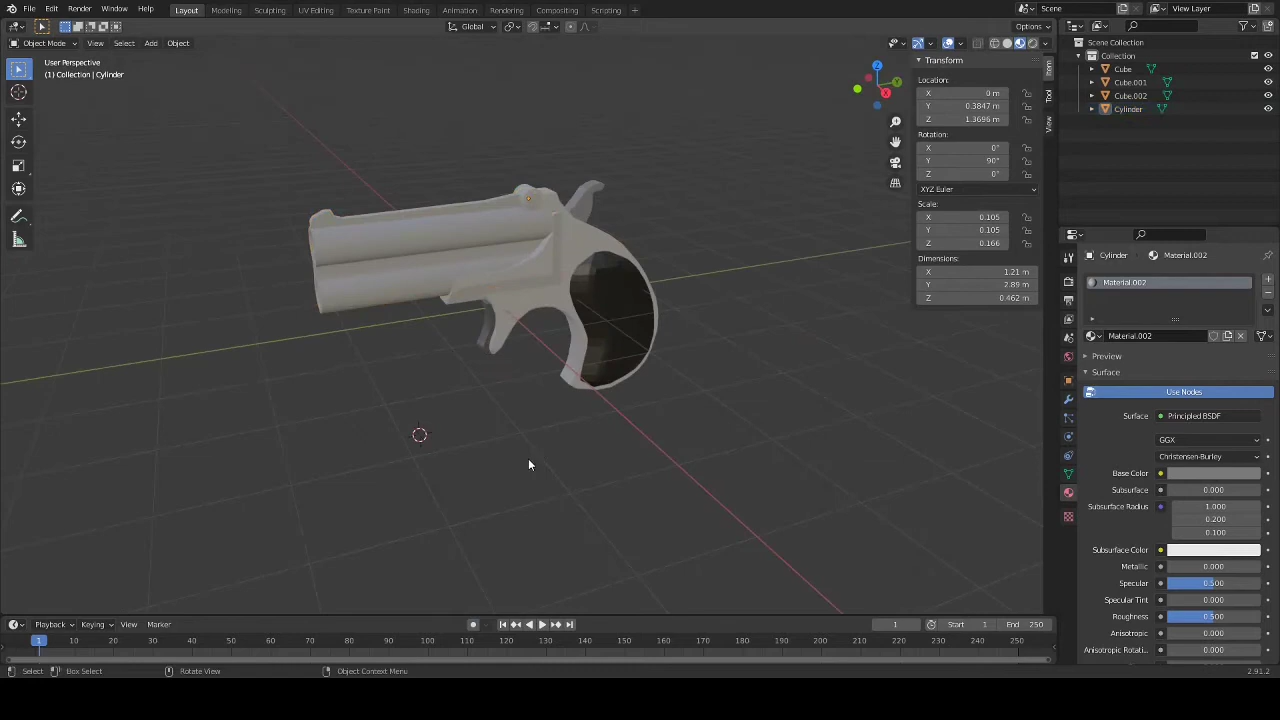 File Edit Render Window Help Layout Modeling Sculpting UV Editing Texture Paint Shading Animation Rendering Compositing Scripting + Scene View Layer
Global Options
Object Mode View Select Add Object
User Perspective
(1) Collection | Cylinder
Transform
Location:
X 0 m
Y 0.3847 m
Z 1.3696 m
Rotation:
X 0°
Y 90°
Z 0°
XYZ Euler
Scale:
X 0.105
Y 0.105
Z 0.166
Dimensions:
X 1.21 m
Y 2.89 m
Z 0.462 m
Item
Tool
View
Z
Y
X
Scene Collection
Collection
Cube
Cube.001
Cube.002
Cylinder
Cylinder Material.002
Material.002
Material.002
Preview
Surface
Use Nodes
Surface Principled BSDF
GGX
Christensen-Burley
Base Color
Subsurface 0.000
Subsurface Radius 1.000
0.200
0.100
Subsurface Color
Metallic 0.000
Specular 0.500
Specular Tint 0.000
Roughness 0.500
Anisotropic 0.000
Anisotropic Rotati... 0.000
Playback Keying View Marker 1 Start 1 End 250
1 10 20 30 40 50 60 70 80 90 100 110 120 130 140 150 160 170 180 190 200 210 220 230 240 250
Select Box Select Rotate View Object Context Menu 2.91.2